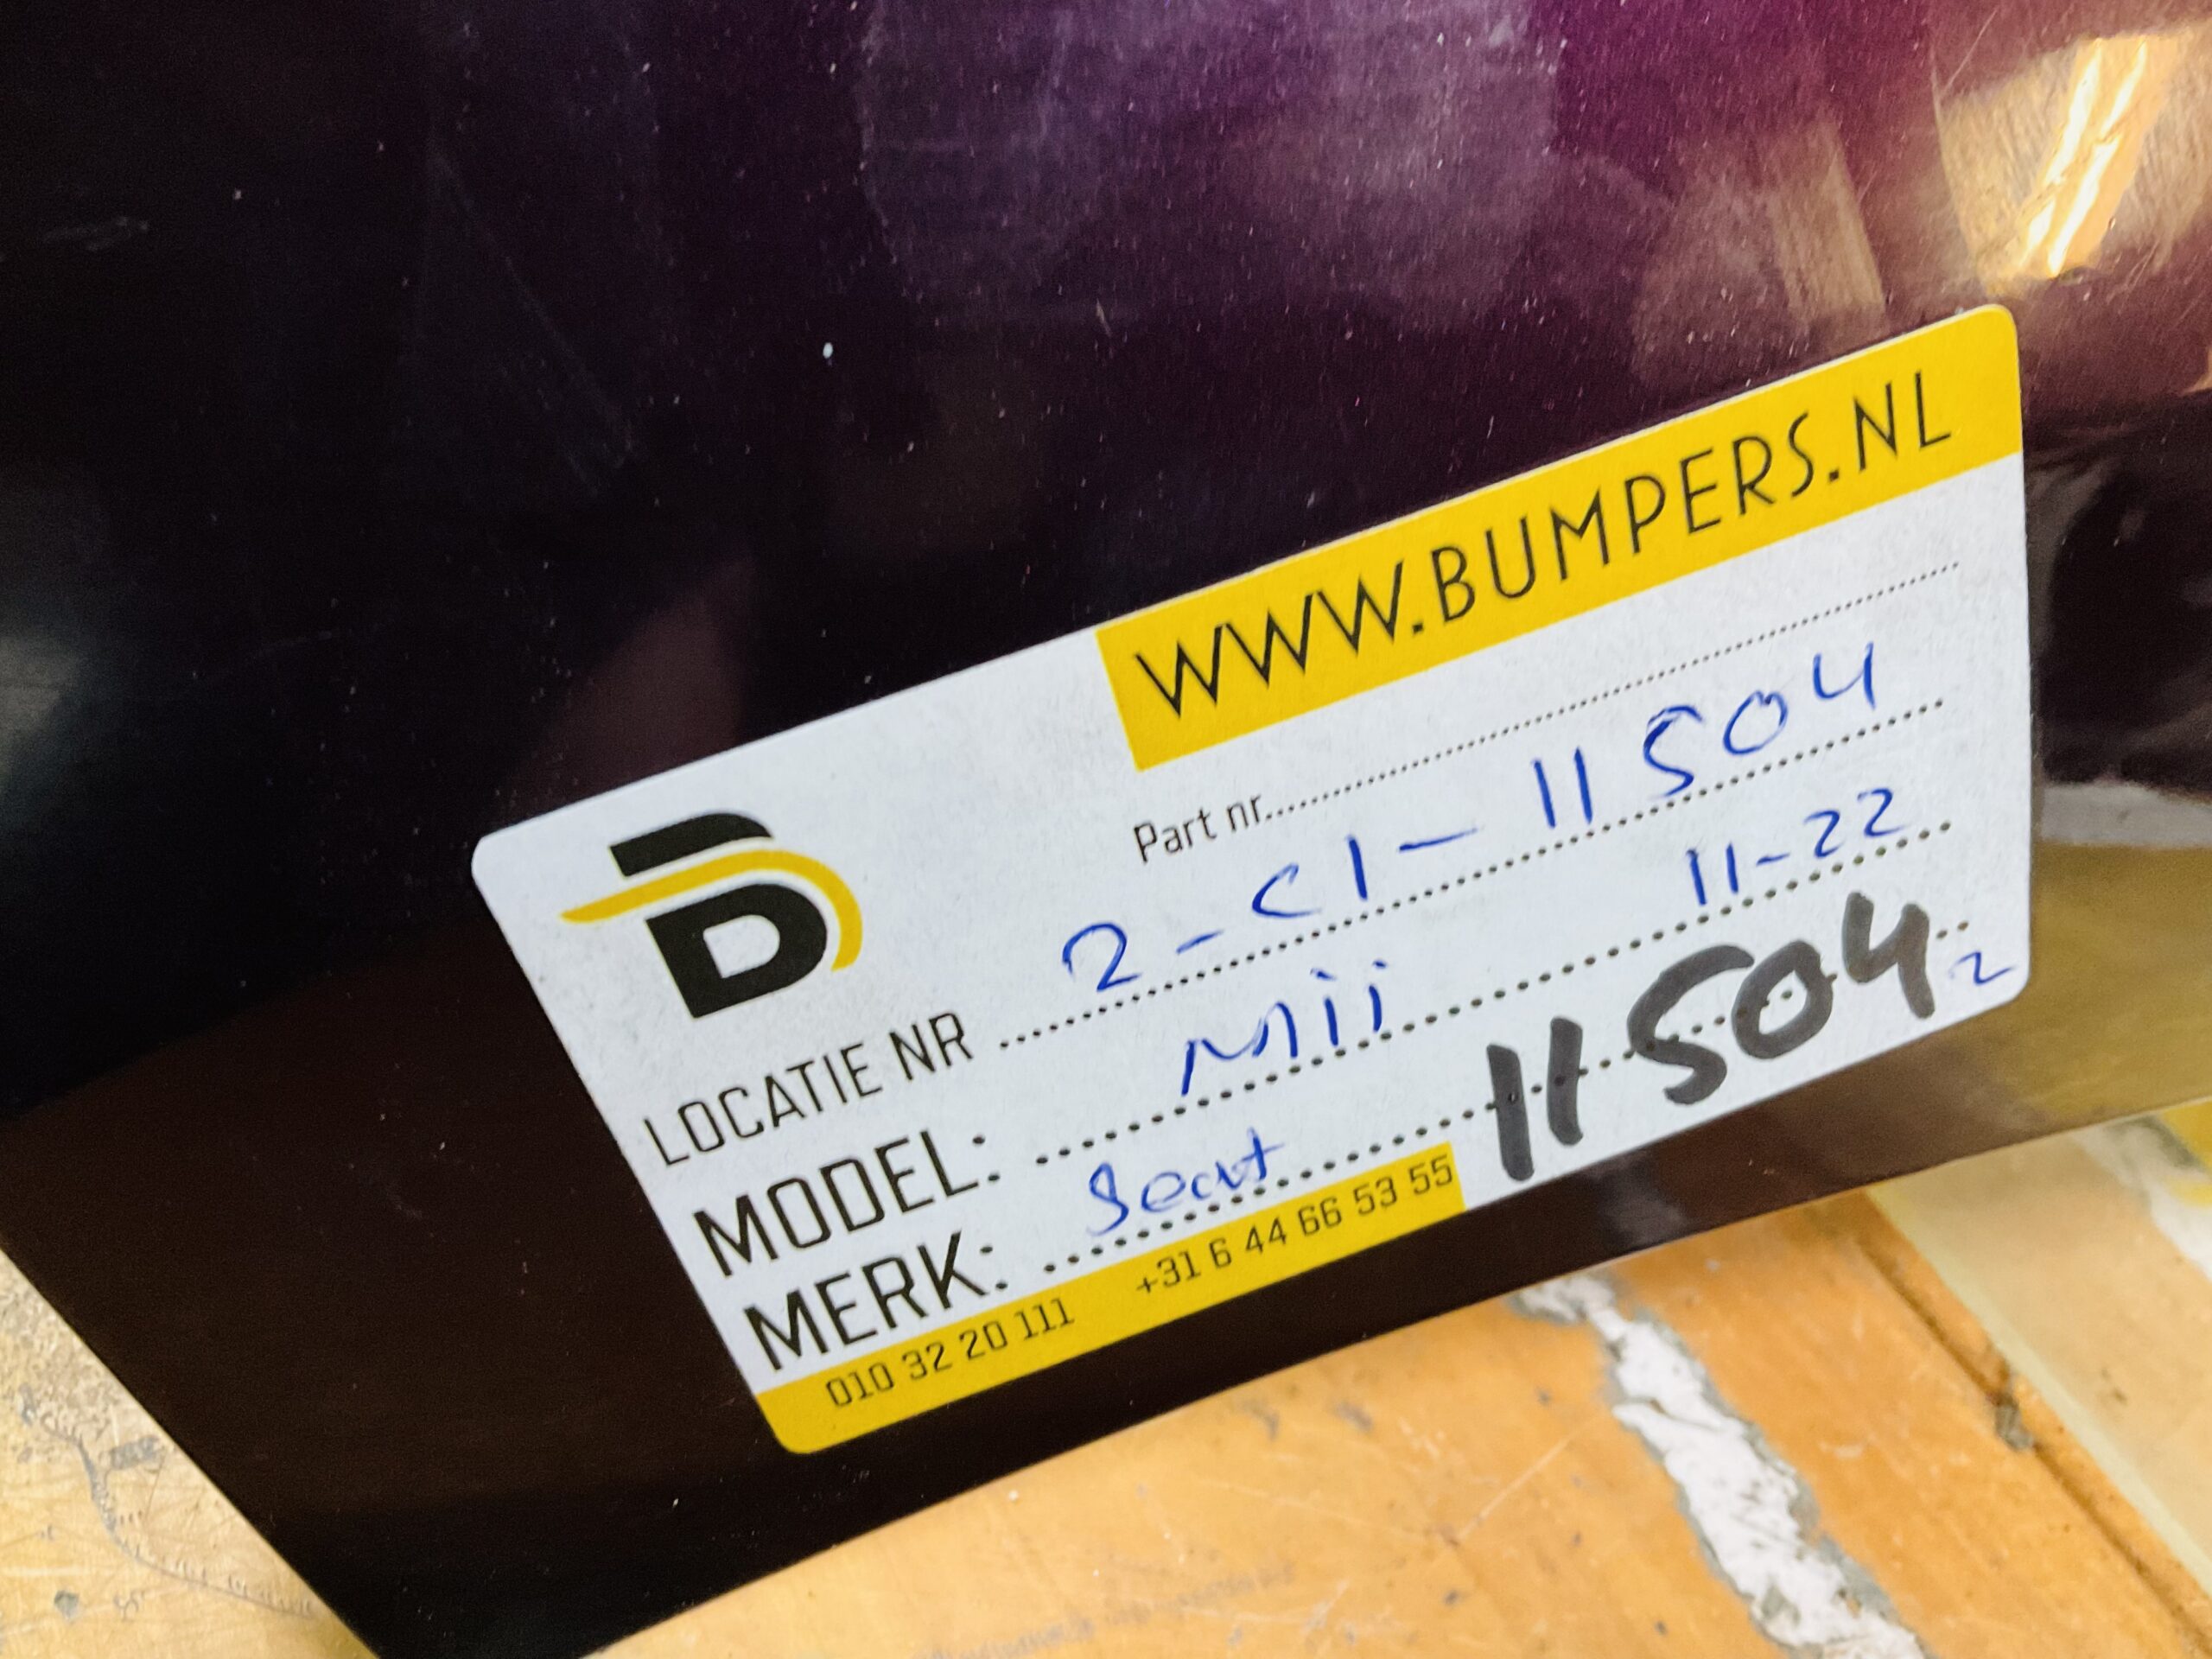 WWW.BUMPERS.NL
Part nr..................
LOCATIE NR .......... 2-C1-11504
MODEL: .......... Mii .......... 11-22
MERK: .......... Seat .......... 11504 2
010 32 20 111 +31 6 44 66 53 55